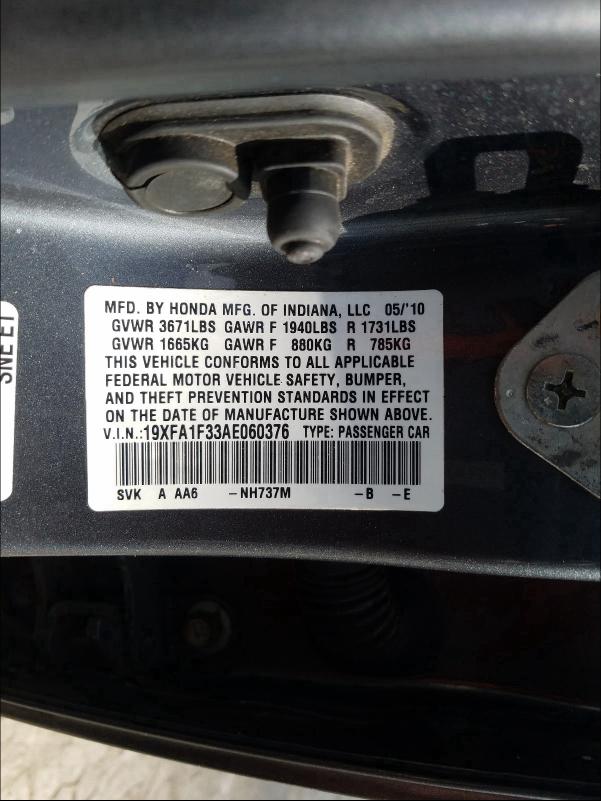 MFD. BY HONDA MFG. OF INDIANA, LLC 05/'10
GVWR 3671LBS GAWR F 1940LBS R 1731LBS
GVWR 1665KG GAWR F 880KG R 785KG
THIS VEHICLE CONFORMS TO ALL APPLICABLE
FEDERAL MOTOR VEHICLE SAFETY, BUMPER,
AND THEFT PREVENTION STANDARDS IN EFFECT
ON THE DATE OF MANUFACTURE SHOWN ABOVE.
V.I.N.:19XFA1F33AE060376 TYPE: PASSENGER CAR
SVK A AA6 -NH737M -B -E